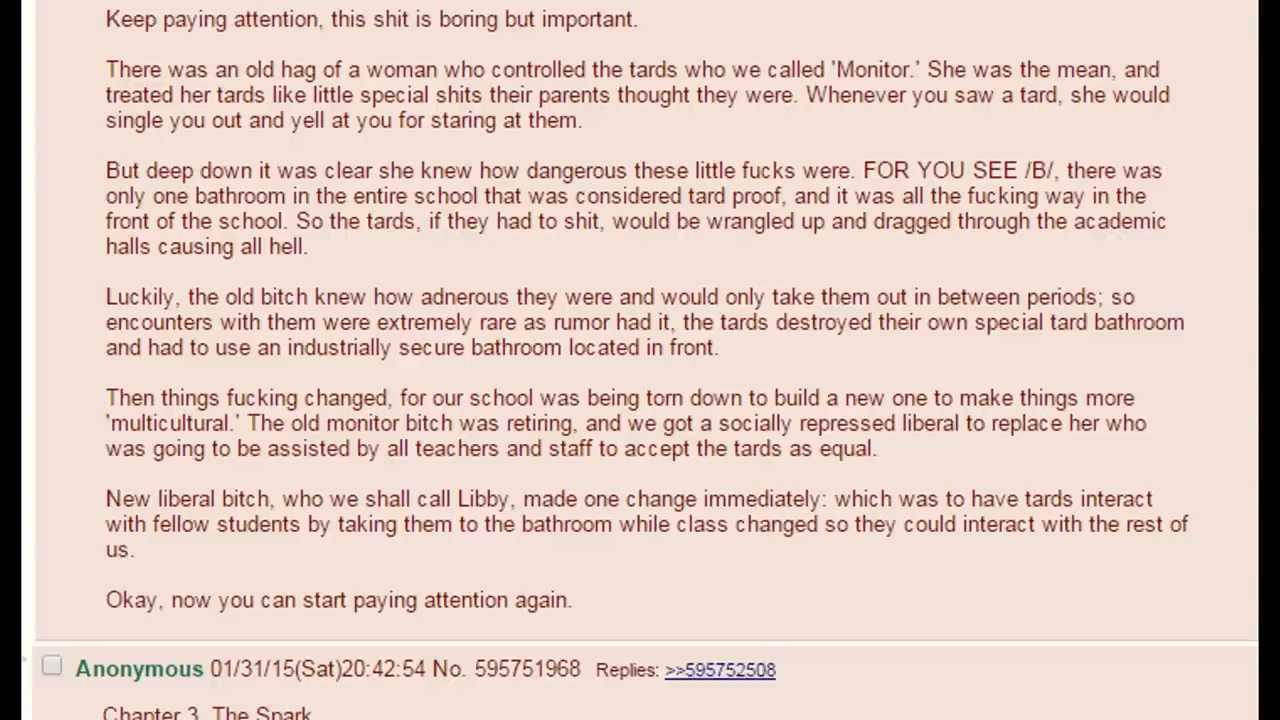 Keep paying attention, this shit is boring but important.
There was an old hag of a woman who controlled the tards who we called 'Monitor.' She was the mean, and
treated her tards like little special shits their parents thought they were. Whenever you saw a tard, she would
single you out and yell at you for staring at them.
But deep down it was clear she knew how dangerous these little fucks were. FOR YOU SEE /B/, there was
only one bathroom in the entire school that was considered tard proof, and it was all the fucking way in the
front of the school. So the tards, if they had to shit, would be wrangled up and dragged through the academic
halls causing all hell.
Luckily, the old bitch knew how adnerous they were and would only take them out in between periods; so
encounters with them were extremely rare as rumor had it, the tards destroyed their own special tard bathroom
and had to use an industrially secure bathroom located in front.
Then things fucking changed, for our school was being torn down to build a new one to make things more
'multicultural.' The old monitor bitch was retiring, and we got a socially repressed liberal to replace her who
was going to be assisted by all teachers and staff to accept the tards as equal.
New liberal bitch, who we shall call Libby, made one change immediately: which was to have tards interact
with fellow students by taking them to the bathroom while class changed so they could interact with the rest of
us.
Okay, now you can start paying attention again.
Anonymous 01/31/15(Sat)20:42:54 No. 595751968 Replies: >>595752508
Chapter 3. The Spark